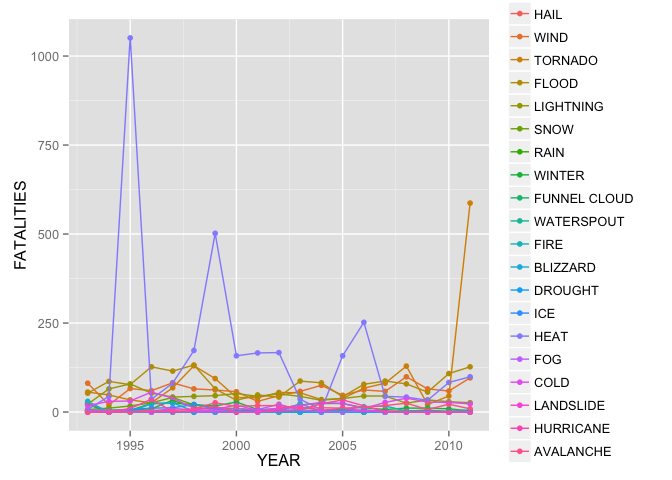 1000
750
500
250
0
FATALITIES
1995
2000
2005
2010
YEAR
HAIL
WIND
TORNADO
FLOOD
LIGHTNING
SNOW
RAIN
WINTER
FUNNEL CLOUD
WATERSPOUT
FIRE
BLIZZARD
DROUGHT
ICE
HEAT
FOG
COLD
LANDSLIDE
HURRICANE
AVALANCHE